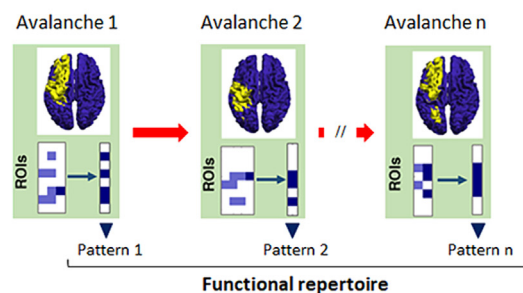 Avalanche 1
Avalanche 2
Avalanche n
//
ROIs
ROIs
ROIs
Pattern 1
Pattern 2
Pattern n
Functional repertoire